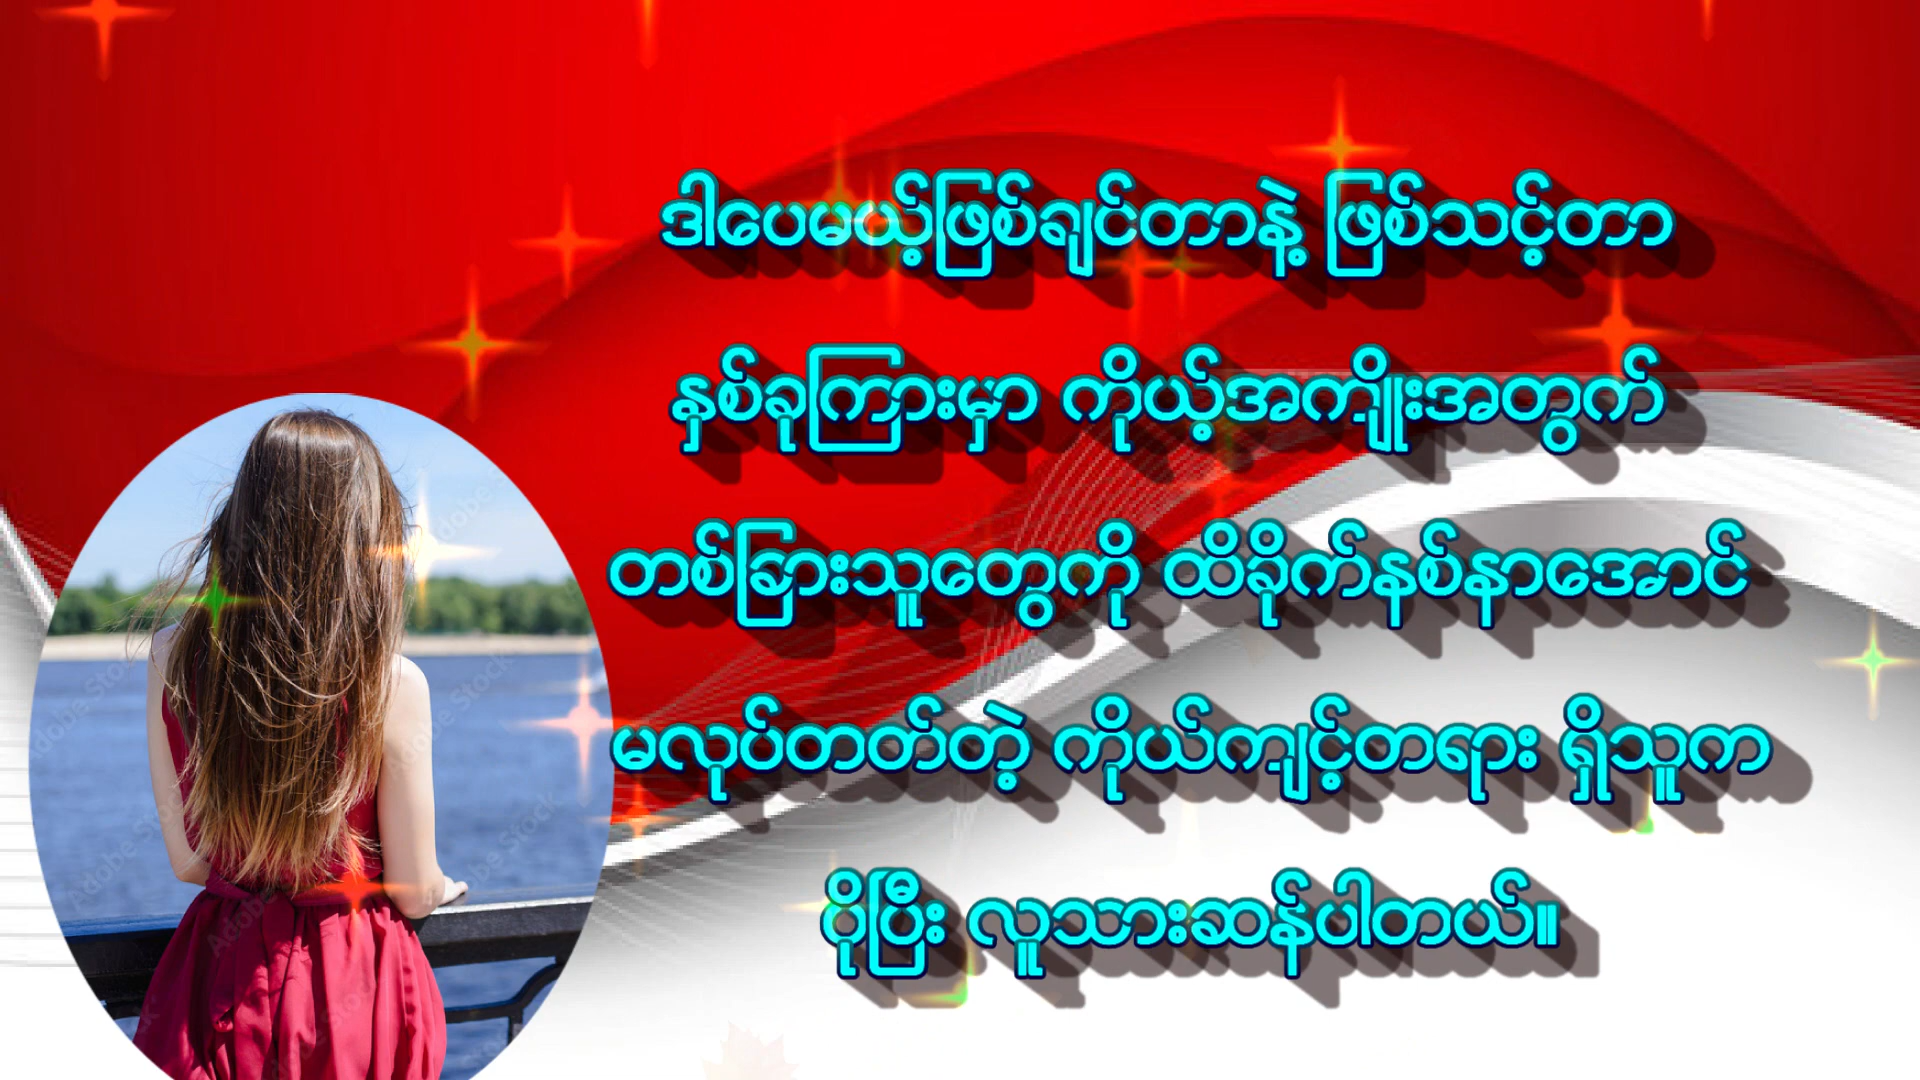 ဒါပေမယ့်ဖြစ်ချင်တာနဲ့ ဖြစ်သင့်တာ
နှစ်ခုကြားမှာ ကိုယ့်အကျိုးအတွက်
တစ်ခြားသူတွေကို ထိခိုက်နစ်နာအောင်
မလုပ်တတ်တဲ့ ကိုယ်ကျင့်တရား ရှိသူက
ပိုပြီး လူသားဆန်ပါတယ်။
Adobe Stock